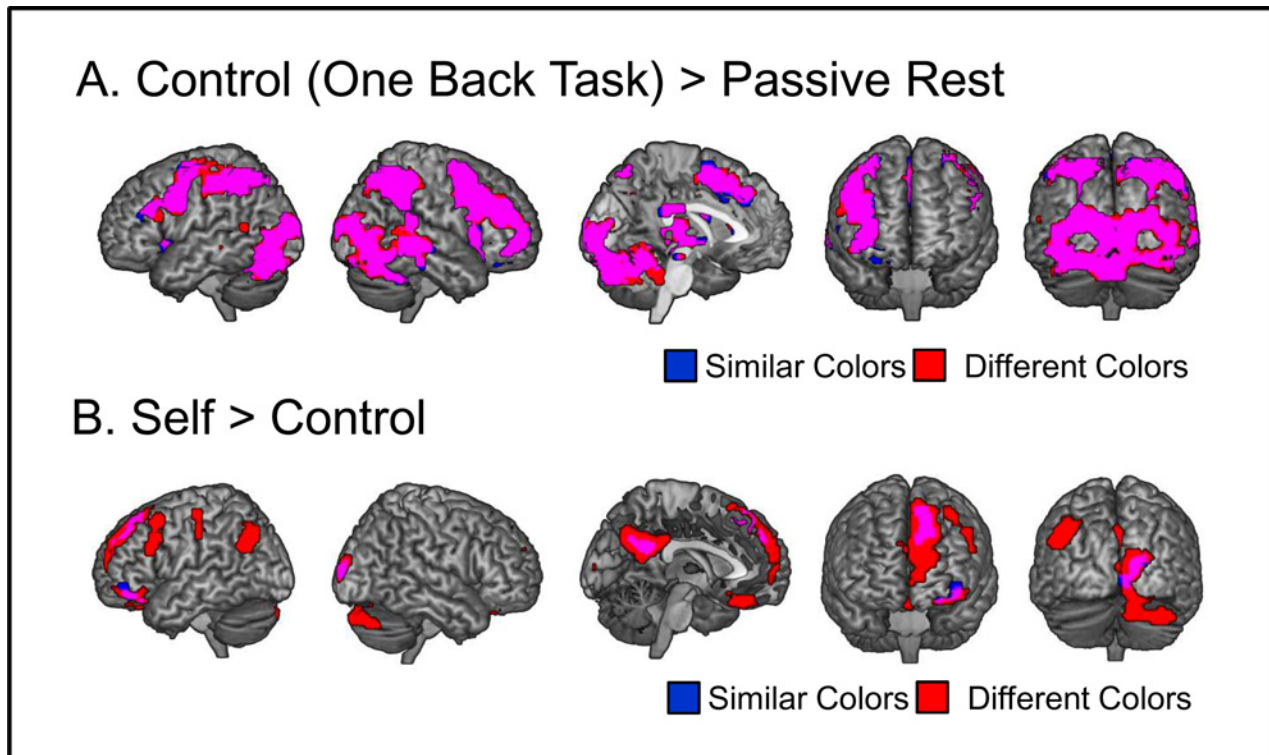 A. Control (One Back Task) > Passive Rest
Similar Colors Different Colors
B. Self > Control
Similar Colors Different Colors